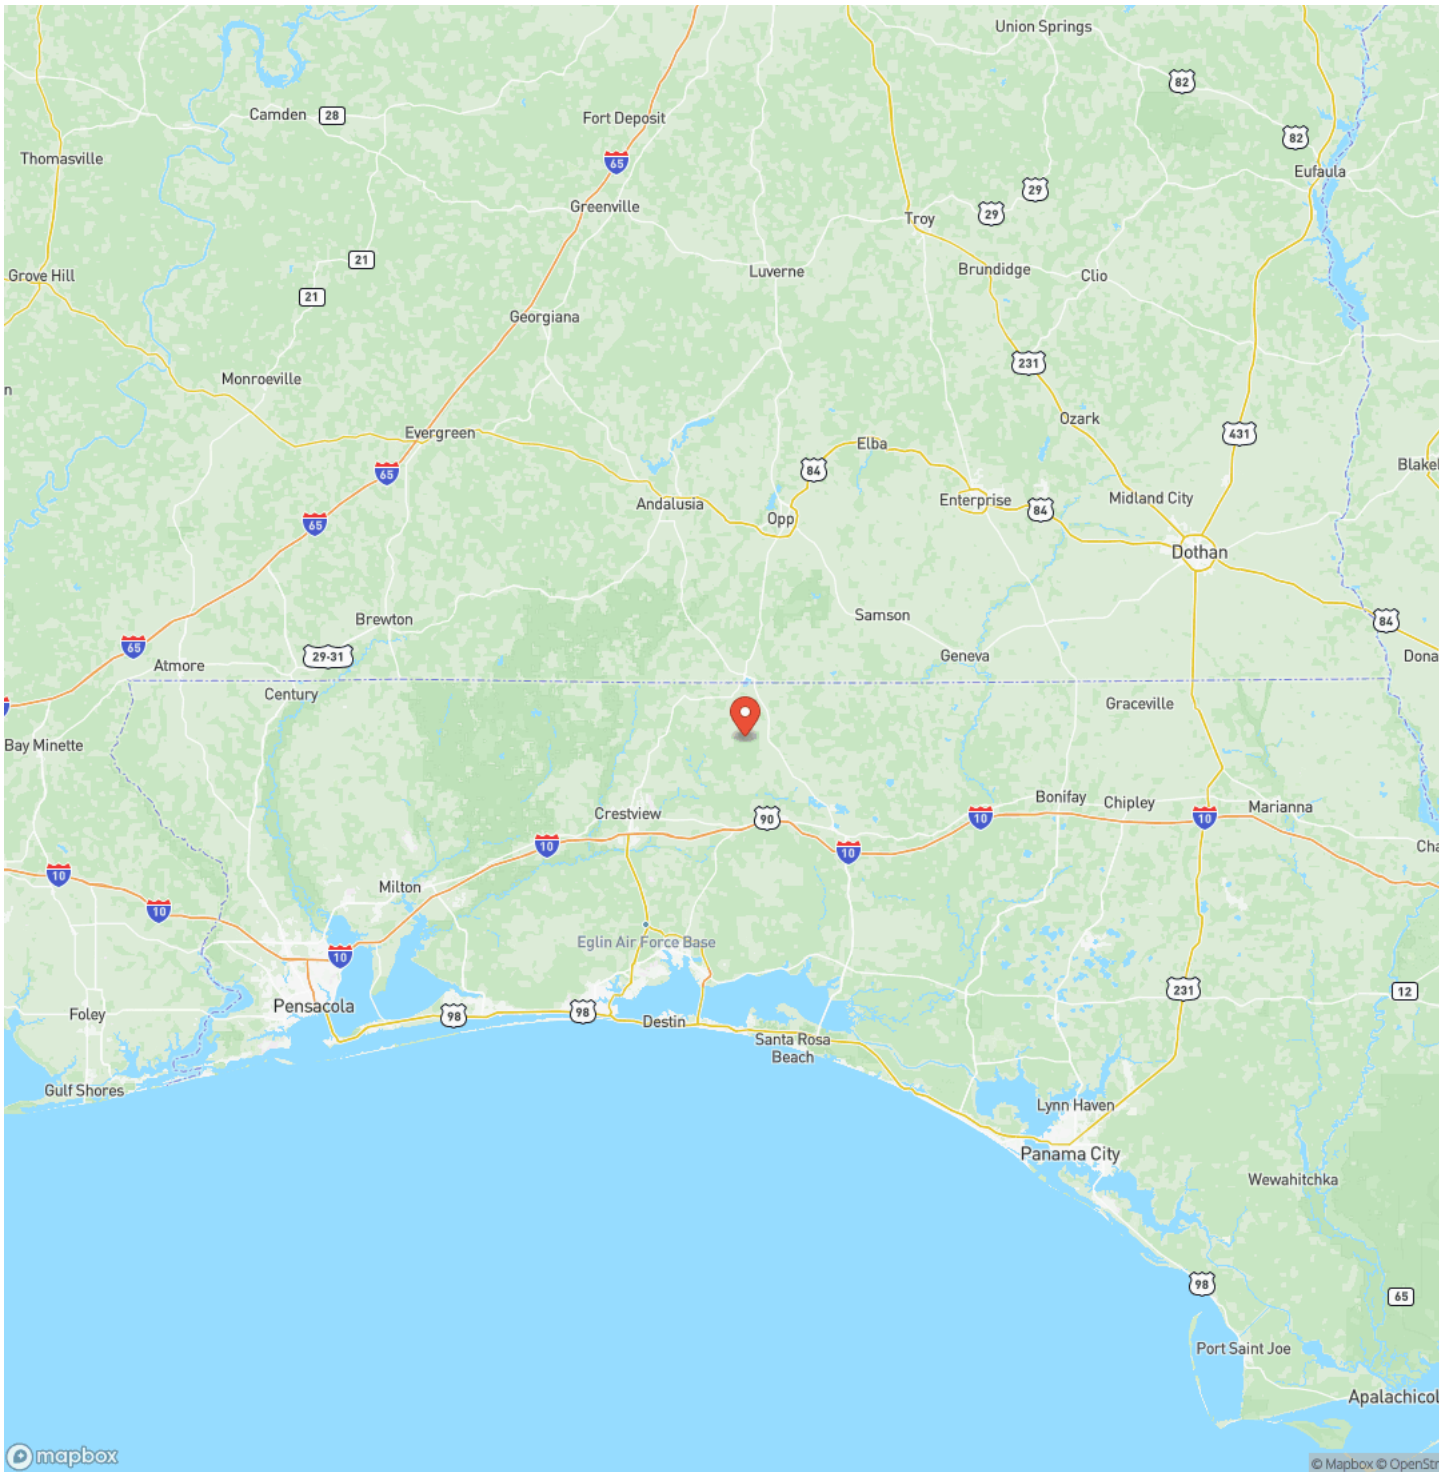 Union Springs
82
Camden
28
Fort Deposit
82
Thomasville
65
Eufaula
29
Greenville
29
Troy
21
Grove Hill
Luverne
Brundidge
Clio
21
Georgiana
231
Monroeville
n
Ozark
Evergreen
431
Elba
84
Blakel
65
Andalusia
Enterprise
Midland City
84
Opp
65
Dothan
Brewton
Samson
84
65
29-31
Atmore
Geneva
Dona
Century
Graceville
Bay Minette
Bonifay
Chipley
Marianna
Crestview
90
10
10
10
10
Cha
10
Milton
10
Eglin Air Force Base
10
231
12
Pensacola
Foley
98
98
Destin
Santa Rosa
Beach
Gulf Shores
Lynn Haven
Panama City
Wewahitchka
98
65
Port Saint Joe
Apalachicol
mapbox
© Mapbox © OpenStr